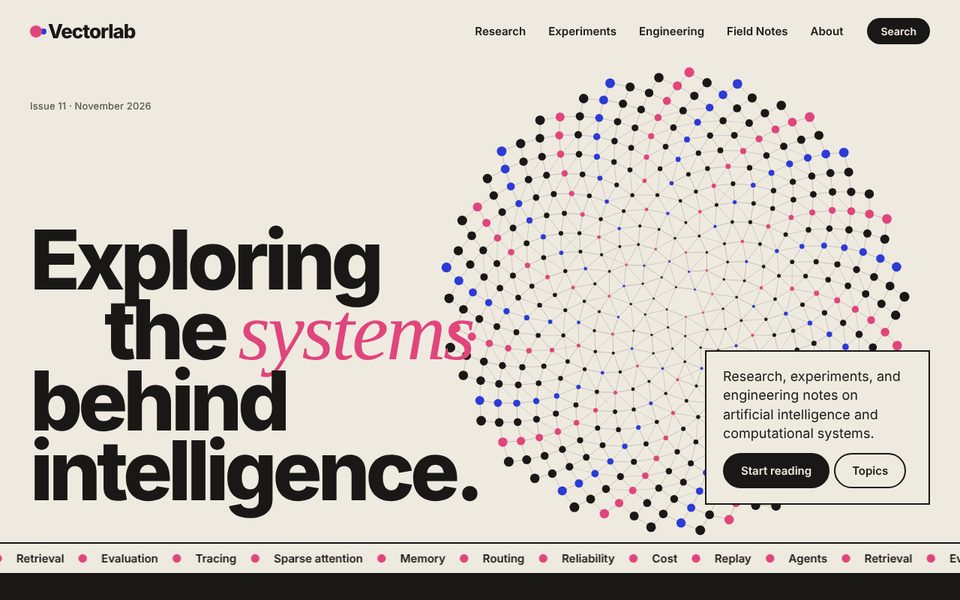 Vectorlab
Research Experiments Engineering Field Notes About Search
Issue 11 · November 2026
Exploring
the systems
behind
intelligence.
Research, experiments, and
engineering notes on
artificial intelligence and
computational systems.
Start reading Topics
Retrieval Evaluation Tracing Sparse attention Memory Routing Reliability Cost Replay Agents Retrieval